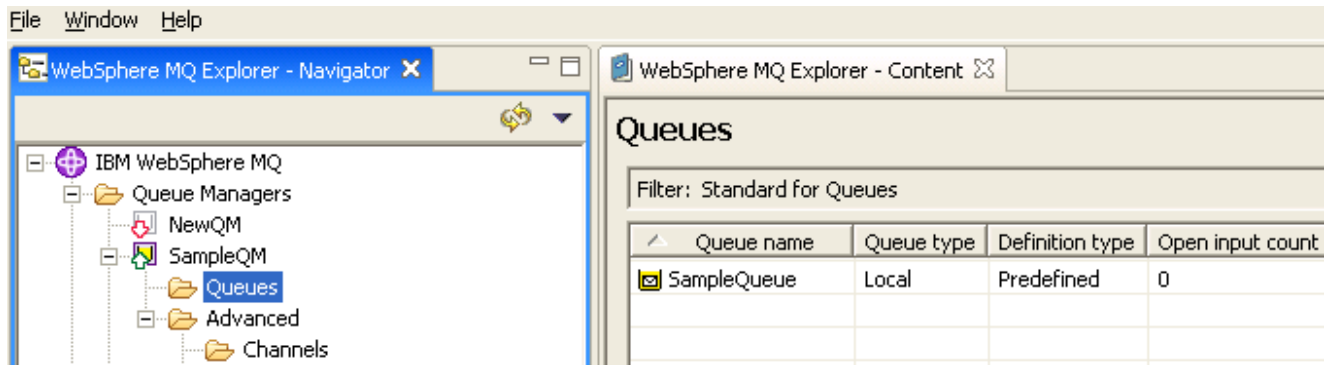 File Window Help
WebSphere MQ Explorer - Navigator
WebSphere MQ Explorer - Content
Queues
IBM WebSphere MQ
Queue Managers
NewQM
SampleQM
Queues
Advanced
Channels
Filter: Standard for Queues
Queue name Queue type Definition type Open input count
SampleQueue Local Predefined 0